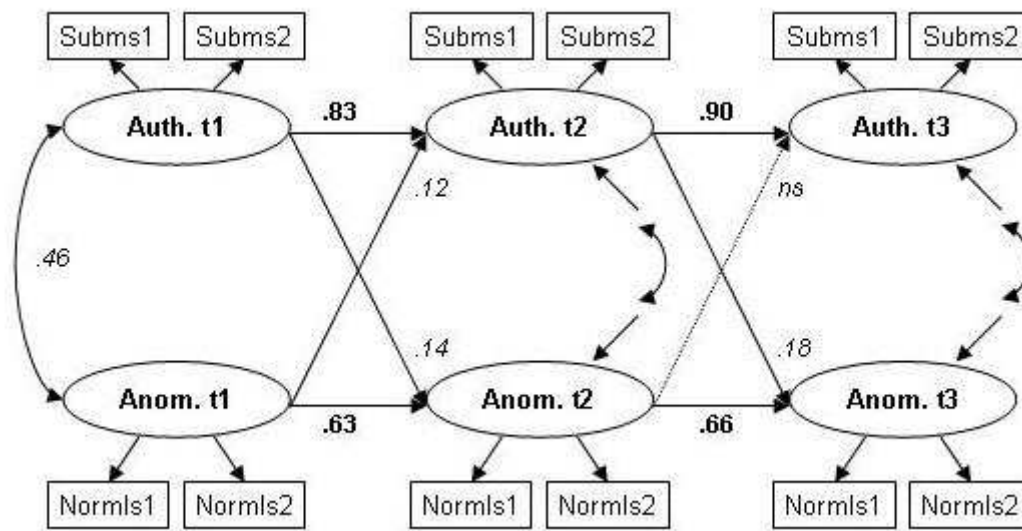 Subms1 Subms2 Subms1 Subms2 Subms1 Subms2
Auth. t1 .83 Auth. t2 .90 Auth. t3
.12 ns
.46
.14 .18
Anom. t1 .63 Anom. t2 .66 Anom. t3
Normls1 Normls2 Normls1 Normls2 Normls1 Normls2